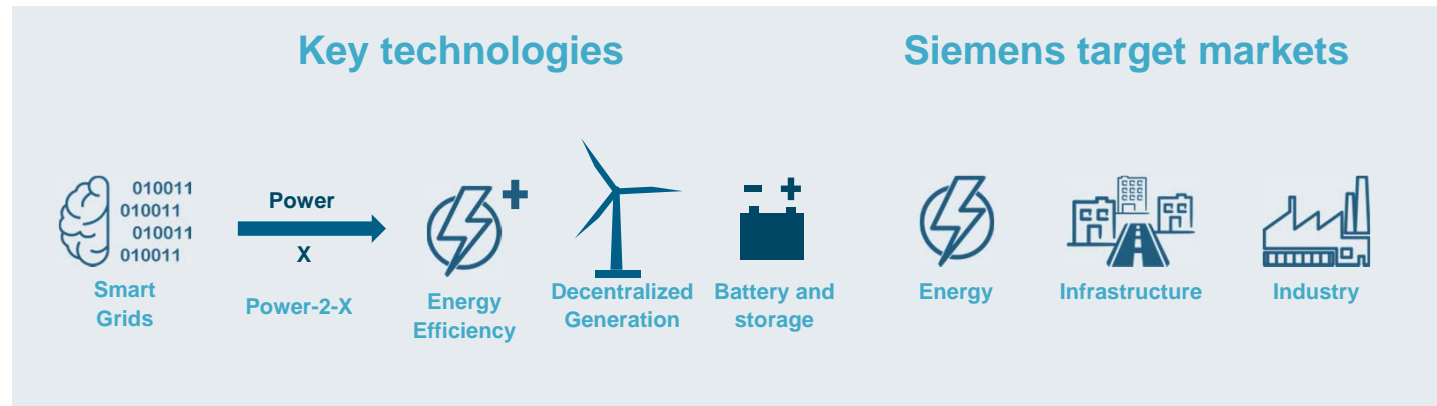 Key technologies
Siemens target markets
010011
010011
010011
010011
Smart
Grids
Power
X
Power-2-X
Energy
Efficiency
Decentralized
Generation
Battery and
storage
Energy
Infrastructure
Industry